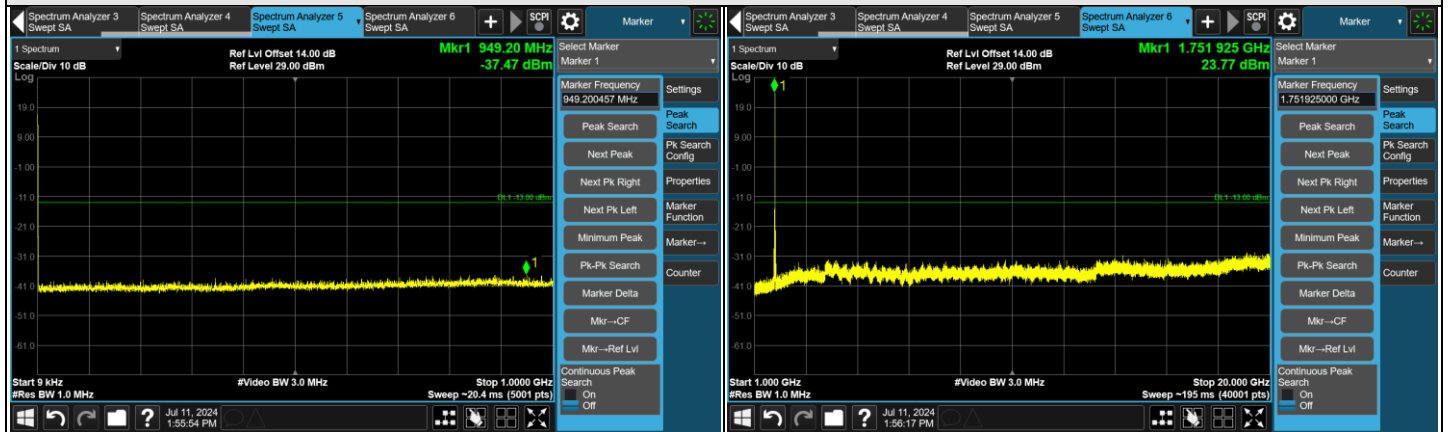 Spectrum Analyzer 3
Swept SA
Spectrum Analyzer 4
Swept SA
Spectrum Analyzer 5
Swept SA
Spectrum Analyzer 6
Swept SA
+
SCPI
Marker
1 Spectrum
Scale/Div 10 dB
Log
Ref Lvl Offset 14.00 dB
Ref Level 29.00 dBm
Mkr1 949.20 MHz
-37.47 dBm
1
19.0
9.00
-1.00
-11.0
-21.0
-31.0
-41.0
-51.0
-61.0
DL1 -13.00 dBm
Start 9 kHz
#Res BW 1.0 MHz
#Video BW 3.0 MHz
Stop 1.0000 GHz
Sweep ~20.4 ms (5001 pts)
Select Marker
Marker 1
Marker Frequency
949.200457 MHz
Peak Search
Next Peak
Next Pk Right
Next Pk Left
Minimum Peak
Pk-Pk Search
Marker Delta
Mkr→CF
Mkr→Ref Lvl
Continuous Peak
Search
On
Off
Settings
Peak
Search
Pk Search
Config
Properties
Marker
Function
Marker→
Counter
?
Jul 11, 2024
1:55:54 PM
Spectrum Analyzer 3
Swept SA
Spectrum Analyzer 4
Swept SA
Spectrum Analyzer 5
Swept SA
Spectrum Analyzer 6
Swept SA
+
SCPI
Marker
1 Spectrum
Scale/Div 10 dB
Log
Ref Lvl Offset 14.00 dB
Ref Level 29.00 dBm
Mkr1 1.751 925 GHz
23.77 dBm
1
19.0
9.00
-1.00
-11.0
-21.0
-31.0
-41.0
-51.0
-61.0
DL1 -13.00 dBm
Start 1.000 GHz
#Res BW 1.0 MHz
#Video BW 3.0 MHz
Stop 20.000 GHz
Sweep ~195 ms (40001 pts)
Select Marker
Marker 1
Marker Frequency
1.751925000 GHz
Peak Search
Next Peak
Next Pk Right
Next Pk Left
Minimum Peak
Pk-Pk Search
Marker Delta
Mkr→CF
Mkr→Ref Lvl
Continuous Peak
Search
On
Off
Settings
Peak
Search
Pk Search
Config
Properties
Marker
Function
Marker→
Counter
?
Jul 11, 2024
1:56:17 PM